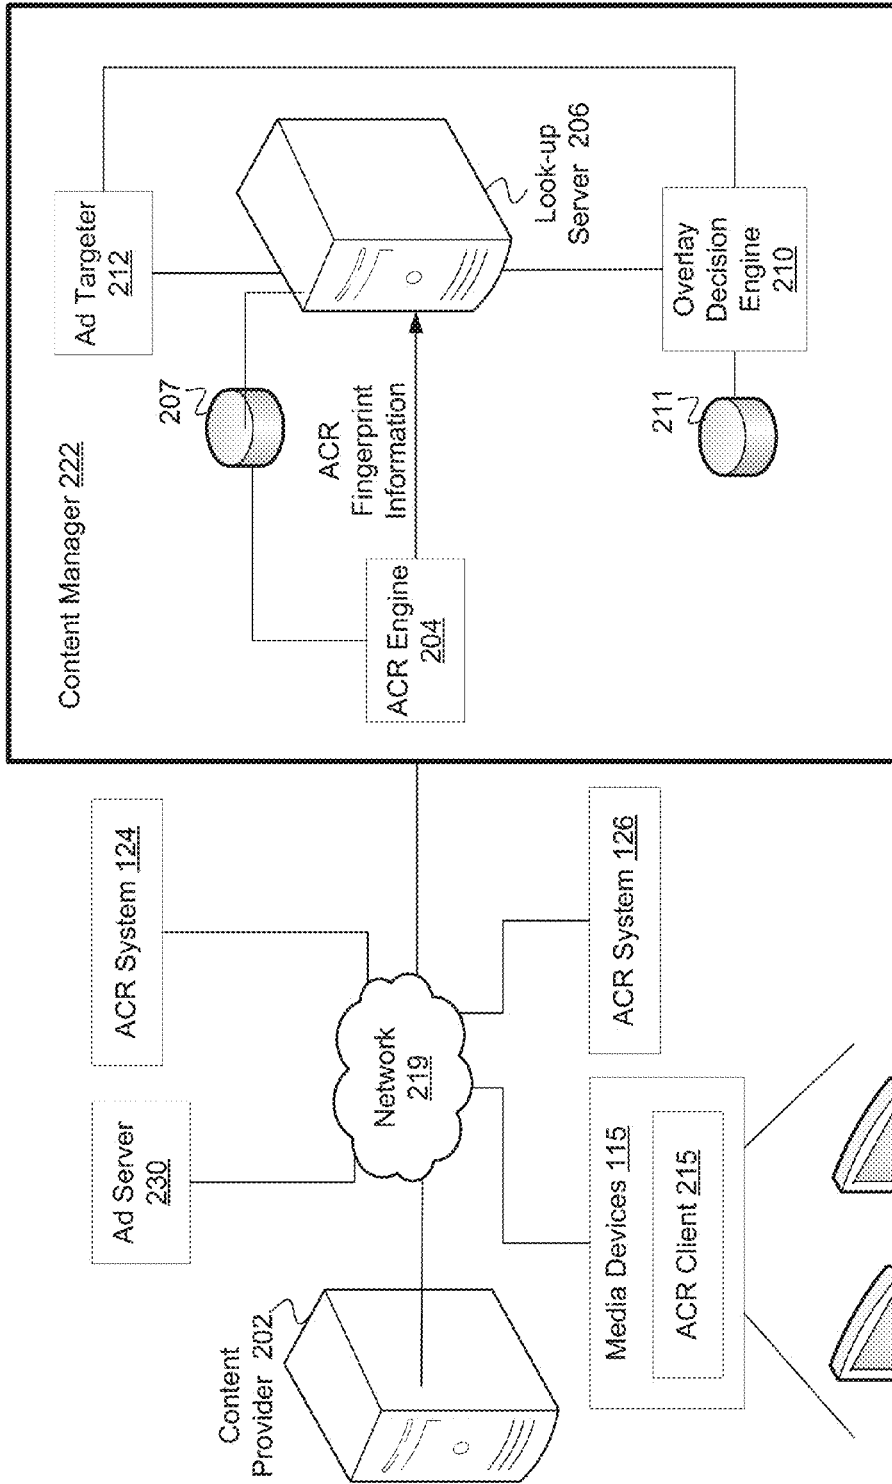 Content Manager 222
Ad Targeter
212
207
ACR
Fingerprint
Information
ACR Engine
204
Look-up
Server 206
211
Overlay
Decision
Engine
210
Content
Provider 202
Ad Server
230
ACR System 124
Network
219
Media Devices 115
ACR Client 215
ACR System 126